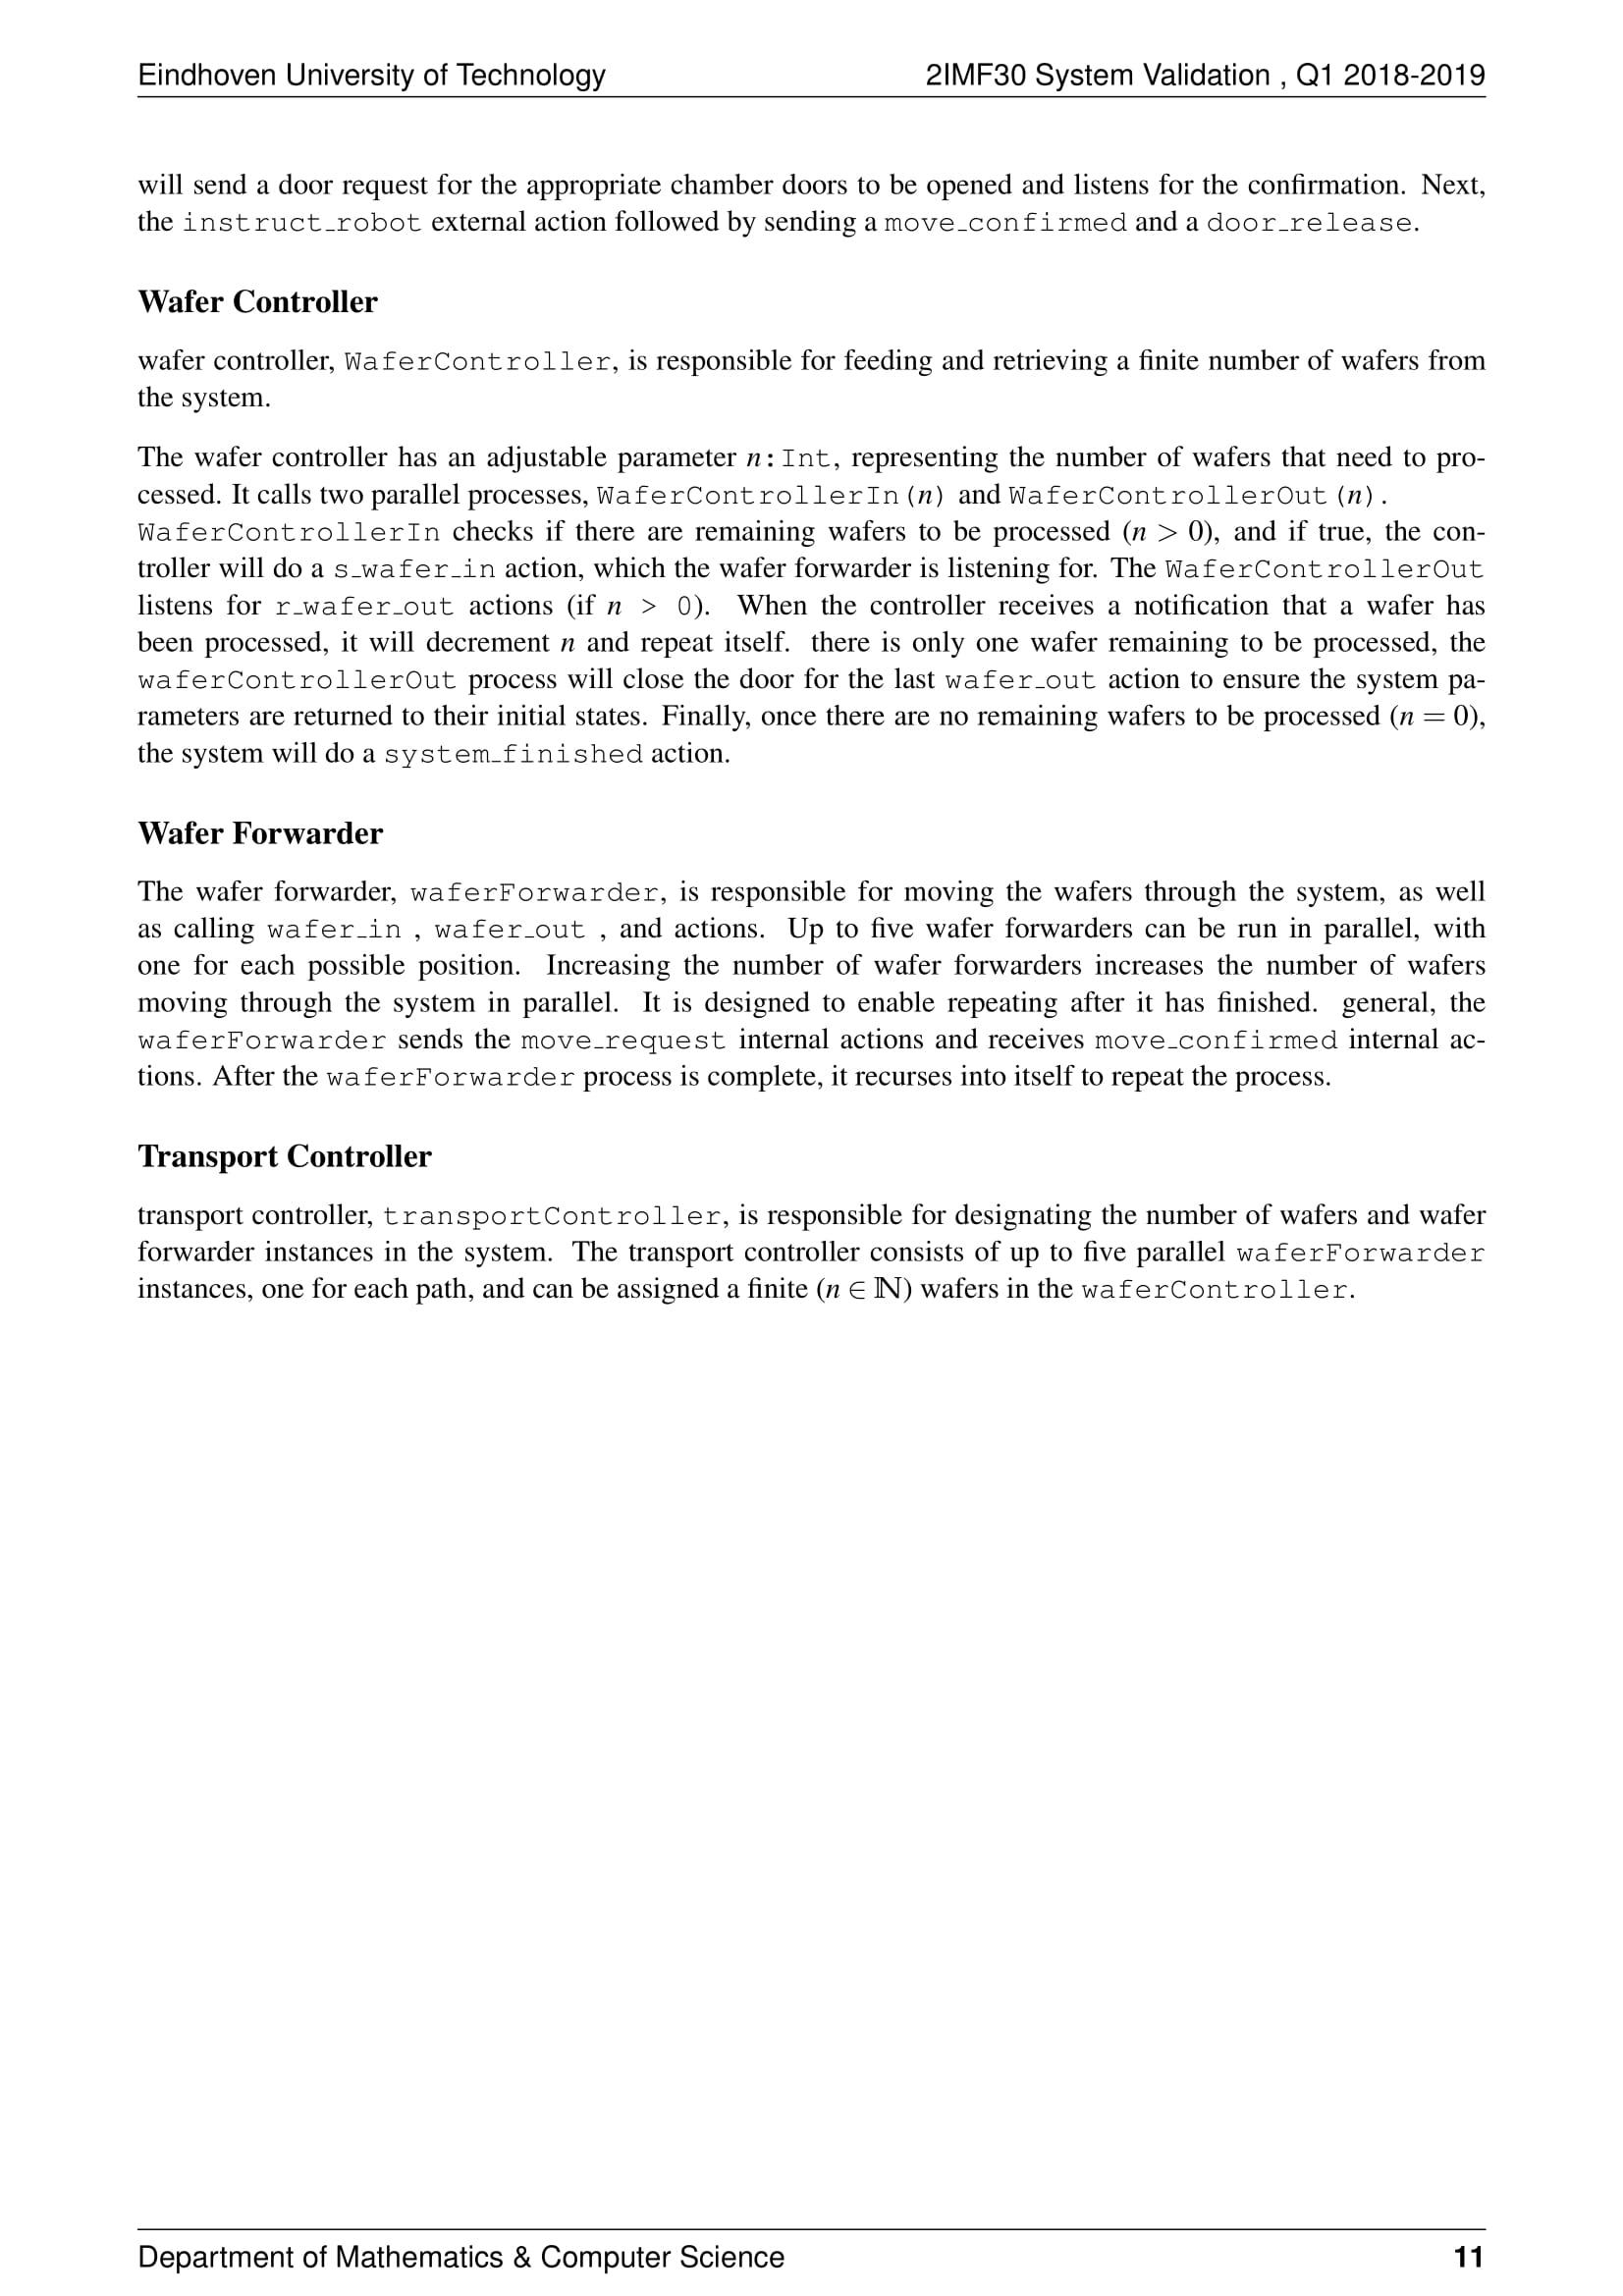 Eindhoven University of Technology 2IMF30 System Validation , Q1 2018-2019
will send a door request for the appropriate chamber doors to be opened and listens for the confirmation. Next,
the instruct_robot external action followed by sending a move_confirmed and a door_release.
Wafer Controller
wafer controller, WaferController, is responsible for feeding and retrieving a finite number of wafers from
the system.
The wafer controller has an adjustable parameter n: Int, representing the number of wafers that need to pro-
cessed. It calls two parallel processes, WaferControllerIn(n) and WaferControllerOut(n).
WaferControllerIn checks if there are remaining wafers to be processed (n > 0), and if true, the con-
troller will do a s_wafer_in action, which the wafer forwarder is listening for. The WaferControllerOut
listens for r_wafer_out actions (if n > 0). When the controller receives a notification that a wafer has
been processed, it will decrement n and repeat itself. there is only one wafer remaining to be processed, the
waferControllerOut process will close the door for the last wafer_out action to ensure the system pa-
rameters are returned to their initial states. Finally, once there are no remaining wafers to be processed (n = 0),
the system will do a system_finished action.
Wafer Forwarder
The wafer forwarder, waferForwarder, is responsible for moving the wafers through the system, as well
as calling wafer_in , wafer_out , and actions. Up to five wafer forwarders can be run in parallel, with
one for each possible position. Increasing the number of wafer forwarders increases the number of wafers
moving through the system in parallel. It is designed to enable repeating after it has finished. general, the
waferForwarder sends the move_request internal actions and receives move_confirmed internal ac-
tions. After the waferForwarder process is complete, it recurses into itself to repeat the process.
Transport Controller
transport controller, transportController, is responsible for designating the number of wafers and wafer
forwarder instances in the system. The transport controller consists of up to five parallel waferForwarder
instances, one for each path, and can be assigned a finite (n ∈ ℕ) wafers in the waferController.
Department of Mathematics & Computer Science 11